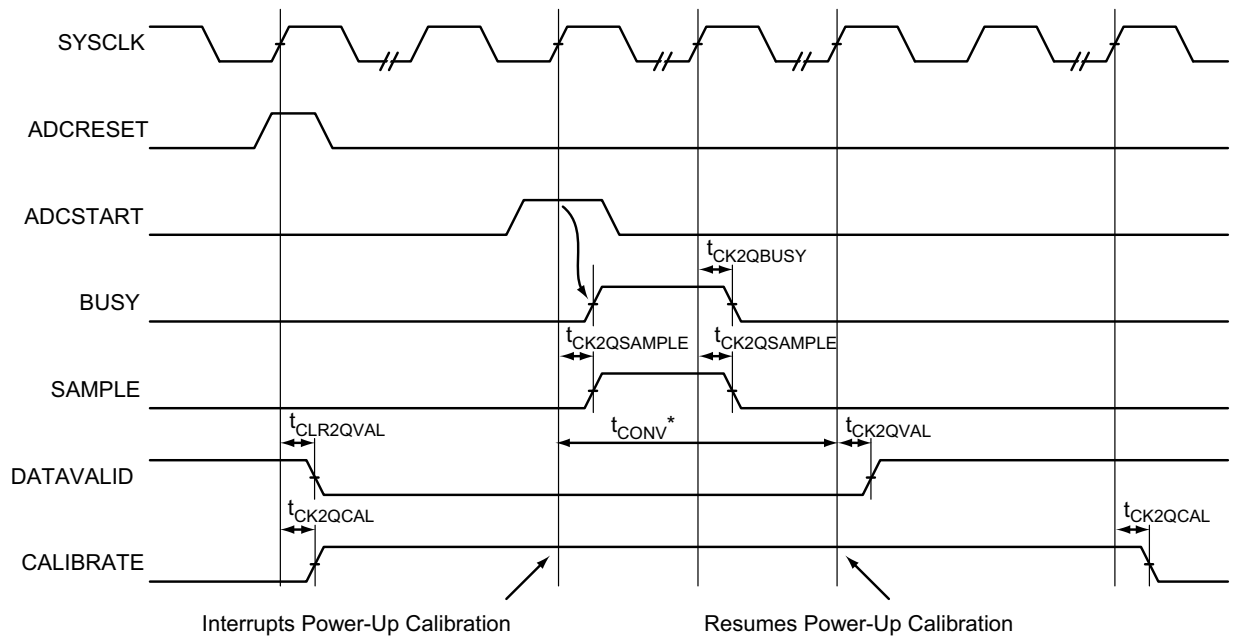 SYSCLK
ADCRESET
ADCSTART
tCK2QBUSY
BUSY
tCK2QSAMPLE tCK2QSAMPLE
SAMPLE
tCLR2QVAL tCONV* tCK2QVAL
DATAVALID
tCK2QCAL tCK2QCAL
CALIBRATE
Interrupts Power-Up Calibration Resumes Power-Up Calibration